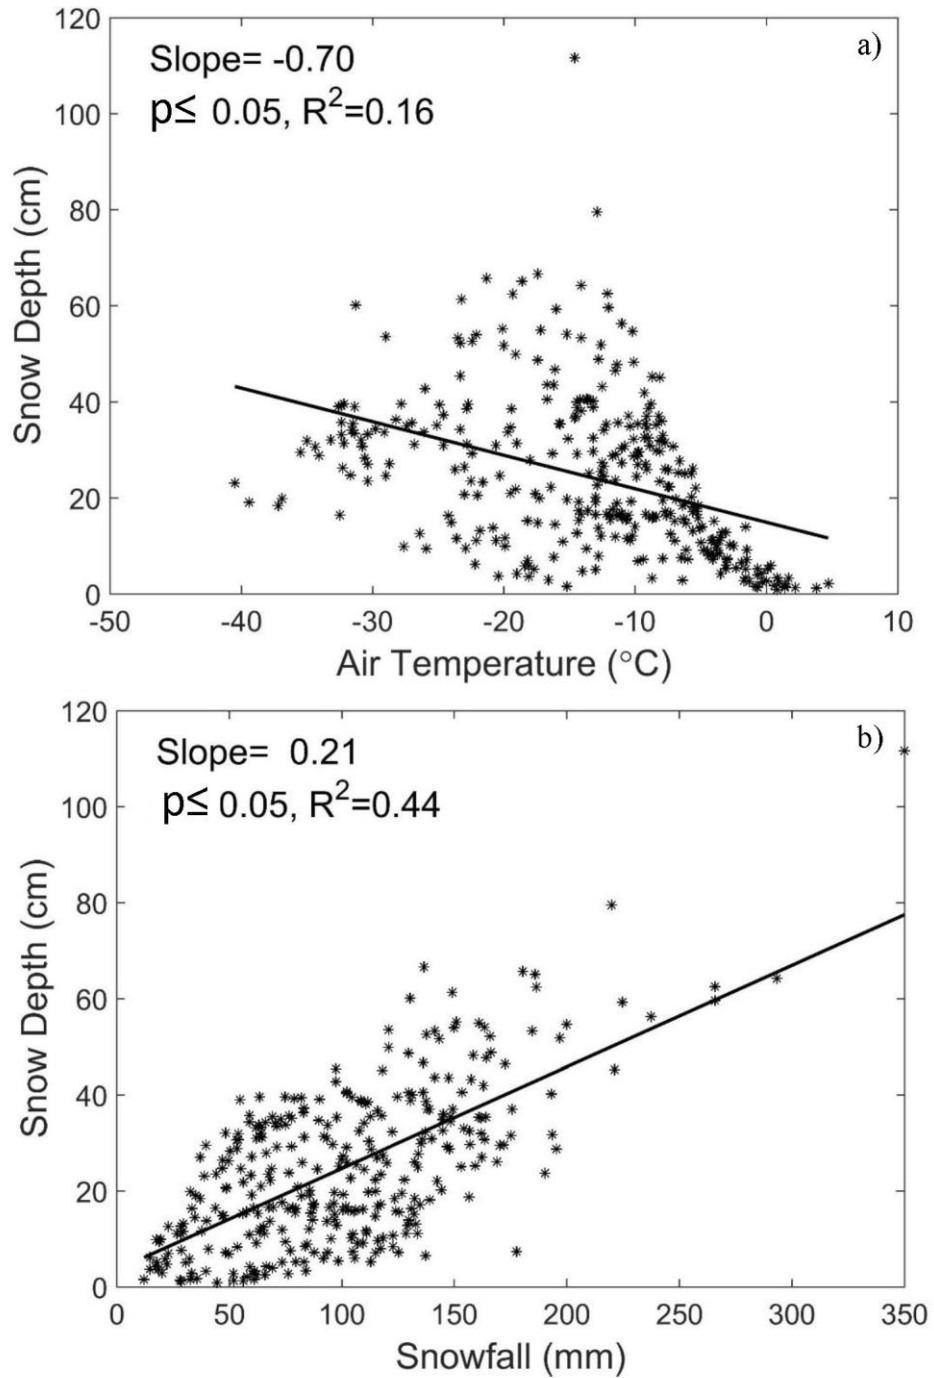 120
100
80
60
40
20
0
Snow Depth (cm)
Slope= -0.70
p≤ 0.05, R²=0.16
a)
-50 -40 -30 -20 -10 0 10
Air Temperature (°C)
120
100
80
60
40
20
0
Snow Depth (cm)
Slope= 0.21
p≤ 0.05, R²=0.44
b)
0 50 100 150 200 250 300 350
Snowfall (mm)